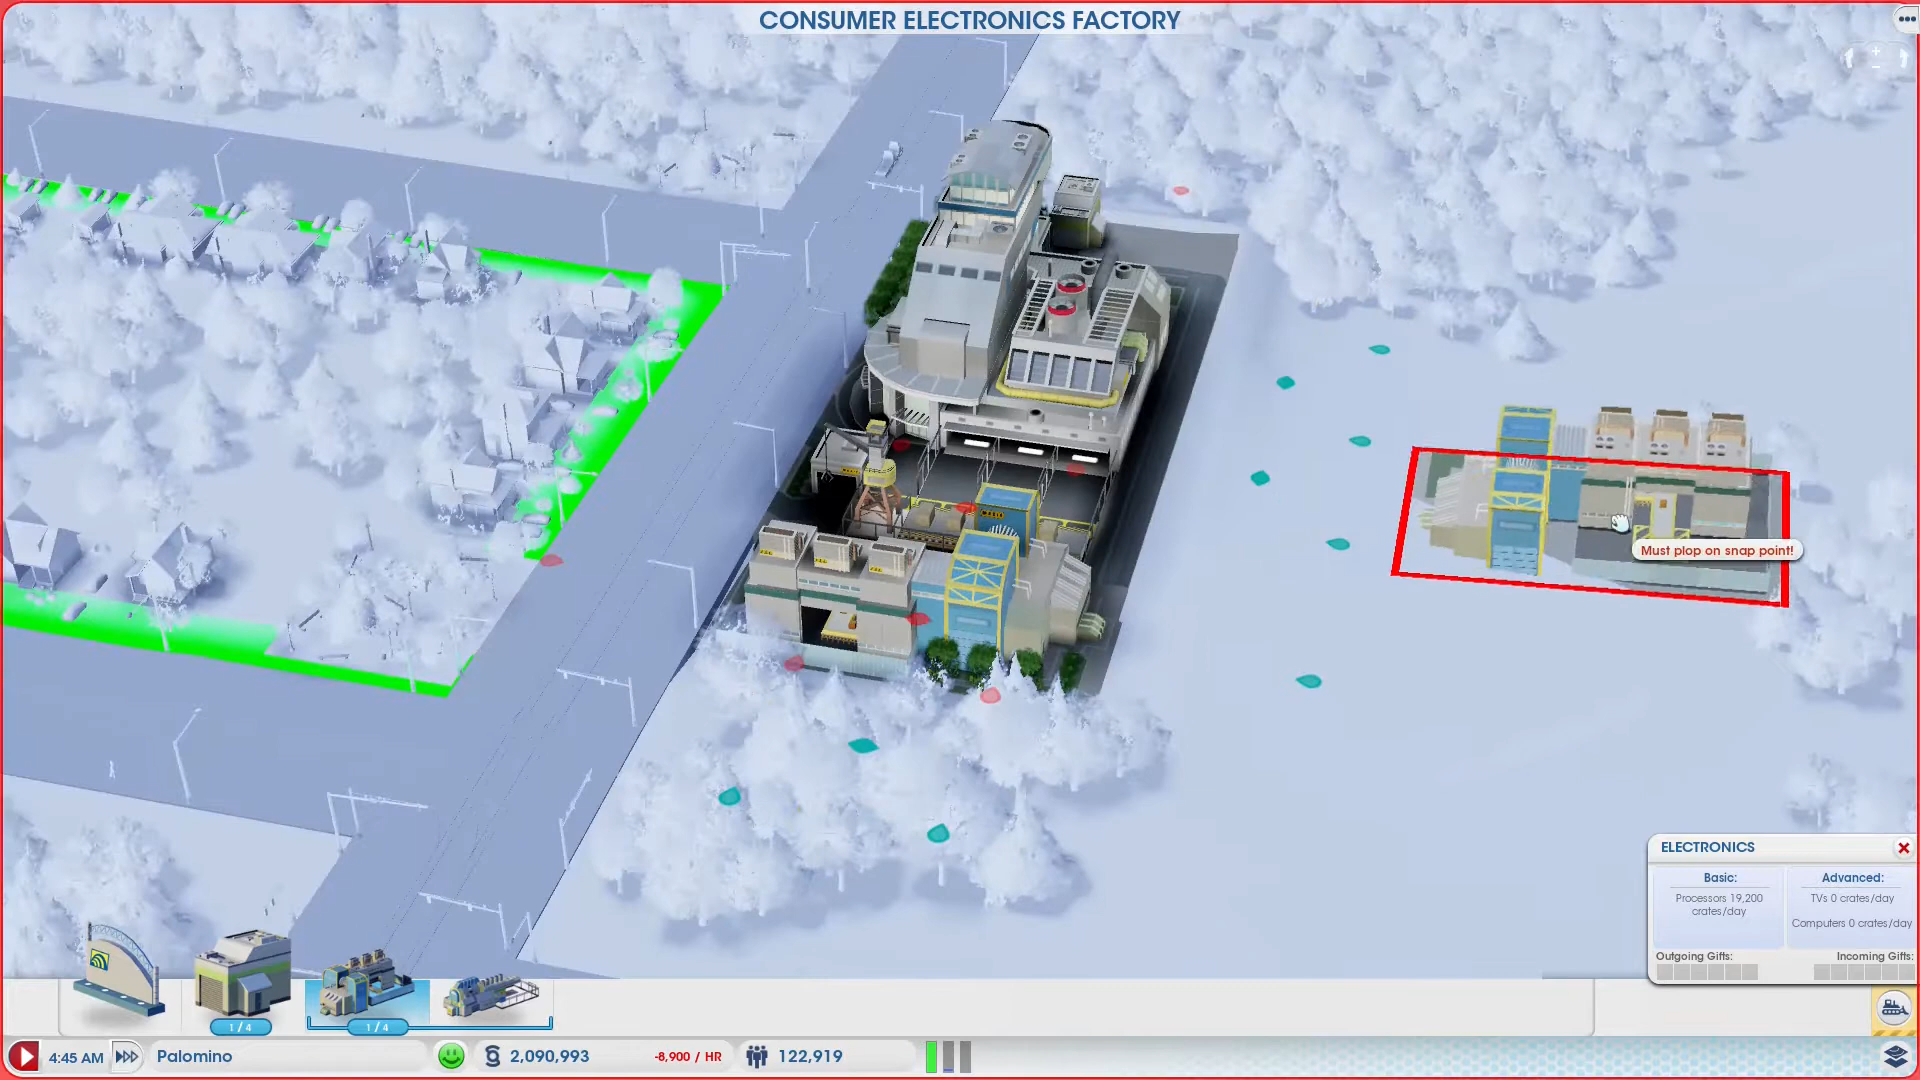 CONSUMER ELECTRONICS FACTORY
Must plop on snap point!
ELECTRONICS
Basic:
Processors 19,200
crates/day
Advanced:
TVs 0 crates/day
Computers 0 crates/day
Outgoing Gifts:
Incoming Gifts:
1/4
1/4
4:45 AM
Palomino
2,090,993
-8,900 / HR
122,919